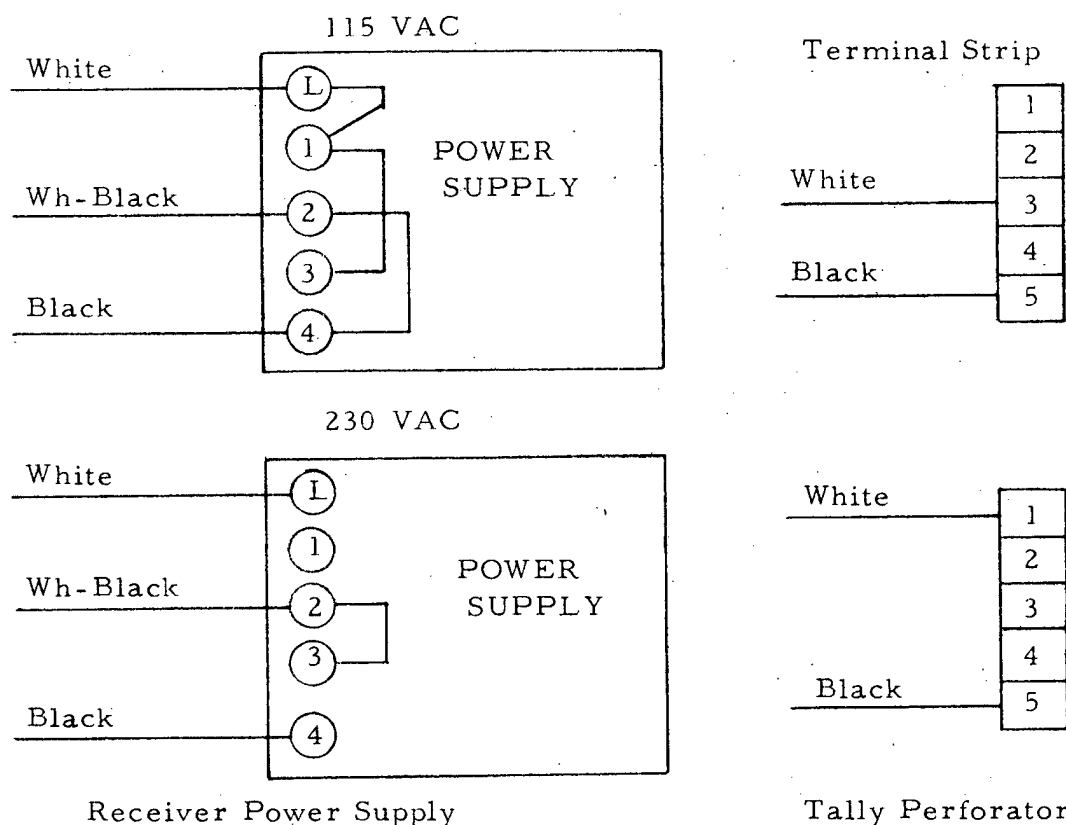 115 VAC
White
L
1
Wh-Black
2
3
Black
4
POWER
SUPPLY
Terminal Strip
1
2
White
3
4
Black
5
230 VAC
White
L
1
Wh-Black
2
3
Black
4
POWER
SUPPLY
White
1
2
3
4
Black
5
Receiver Power Supply
Tally Perforator